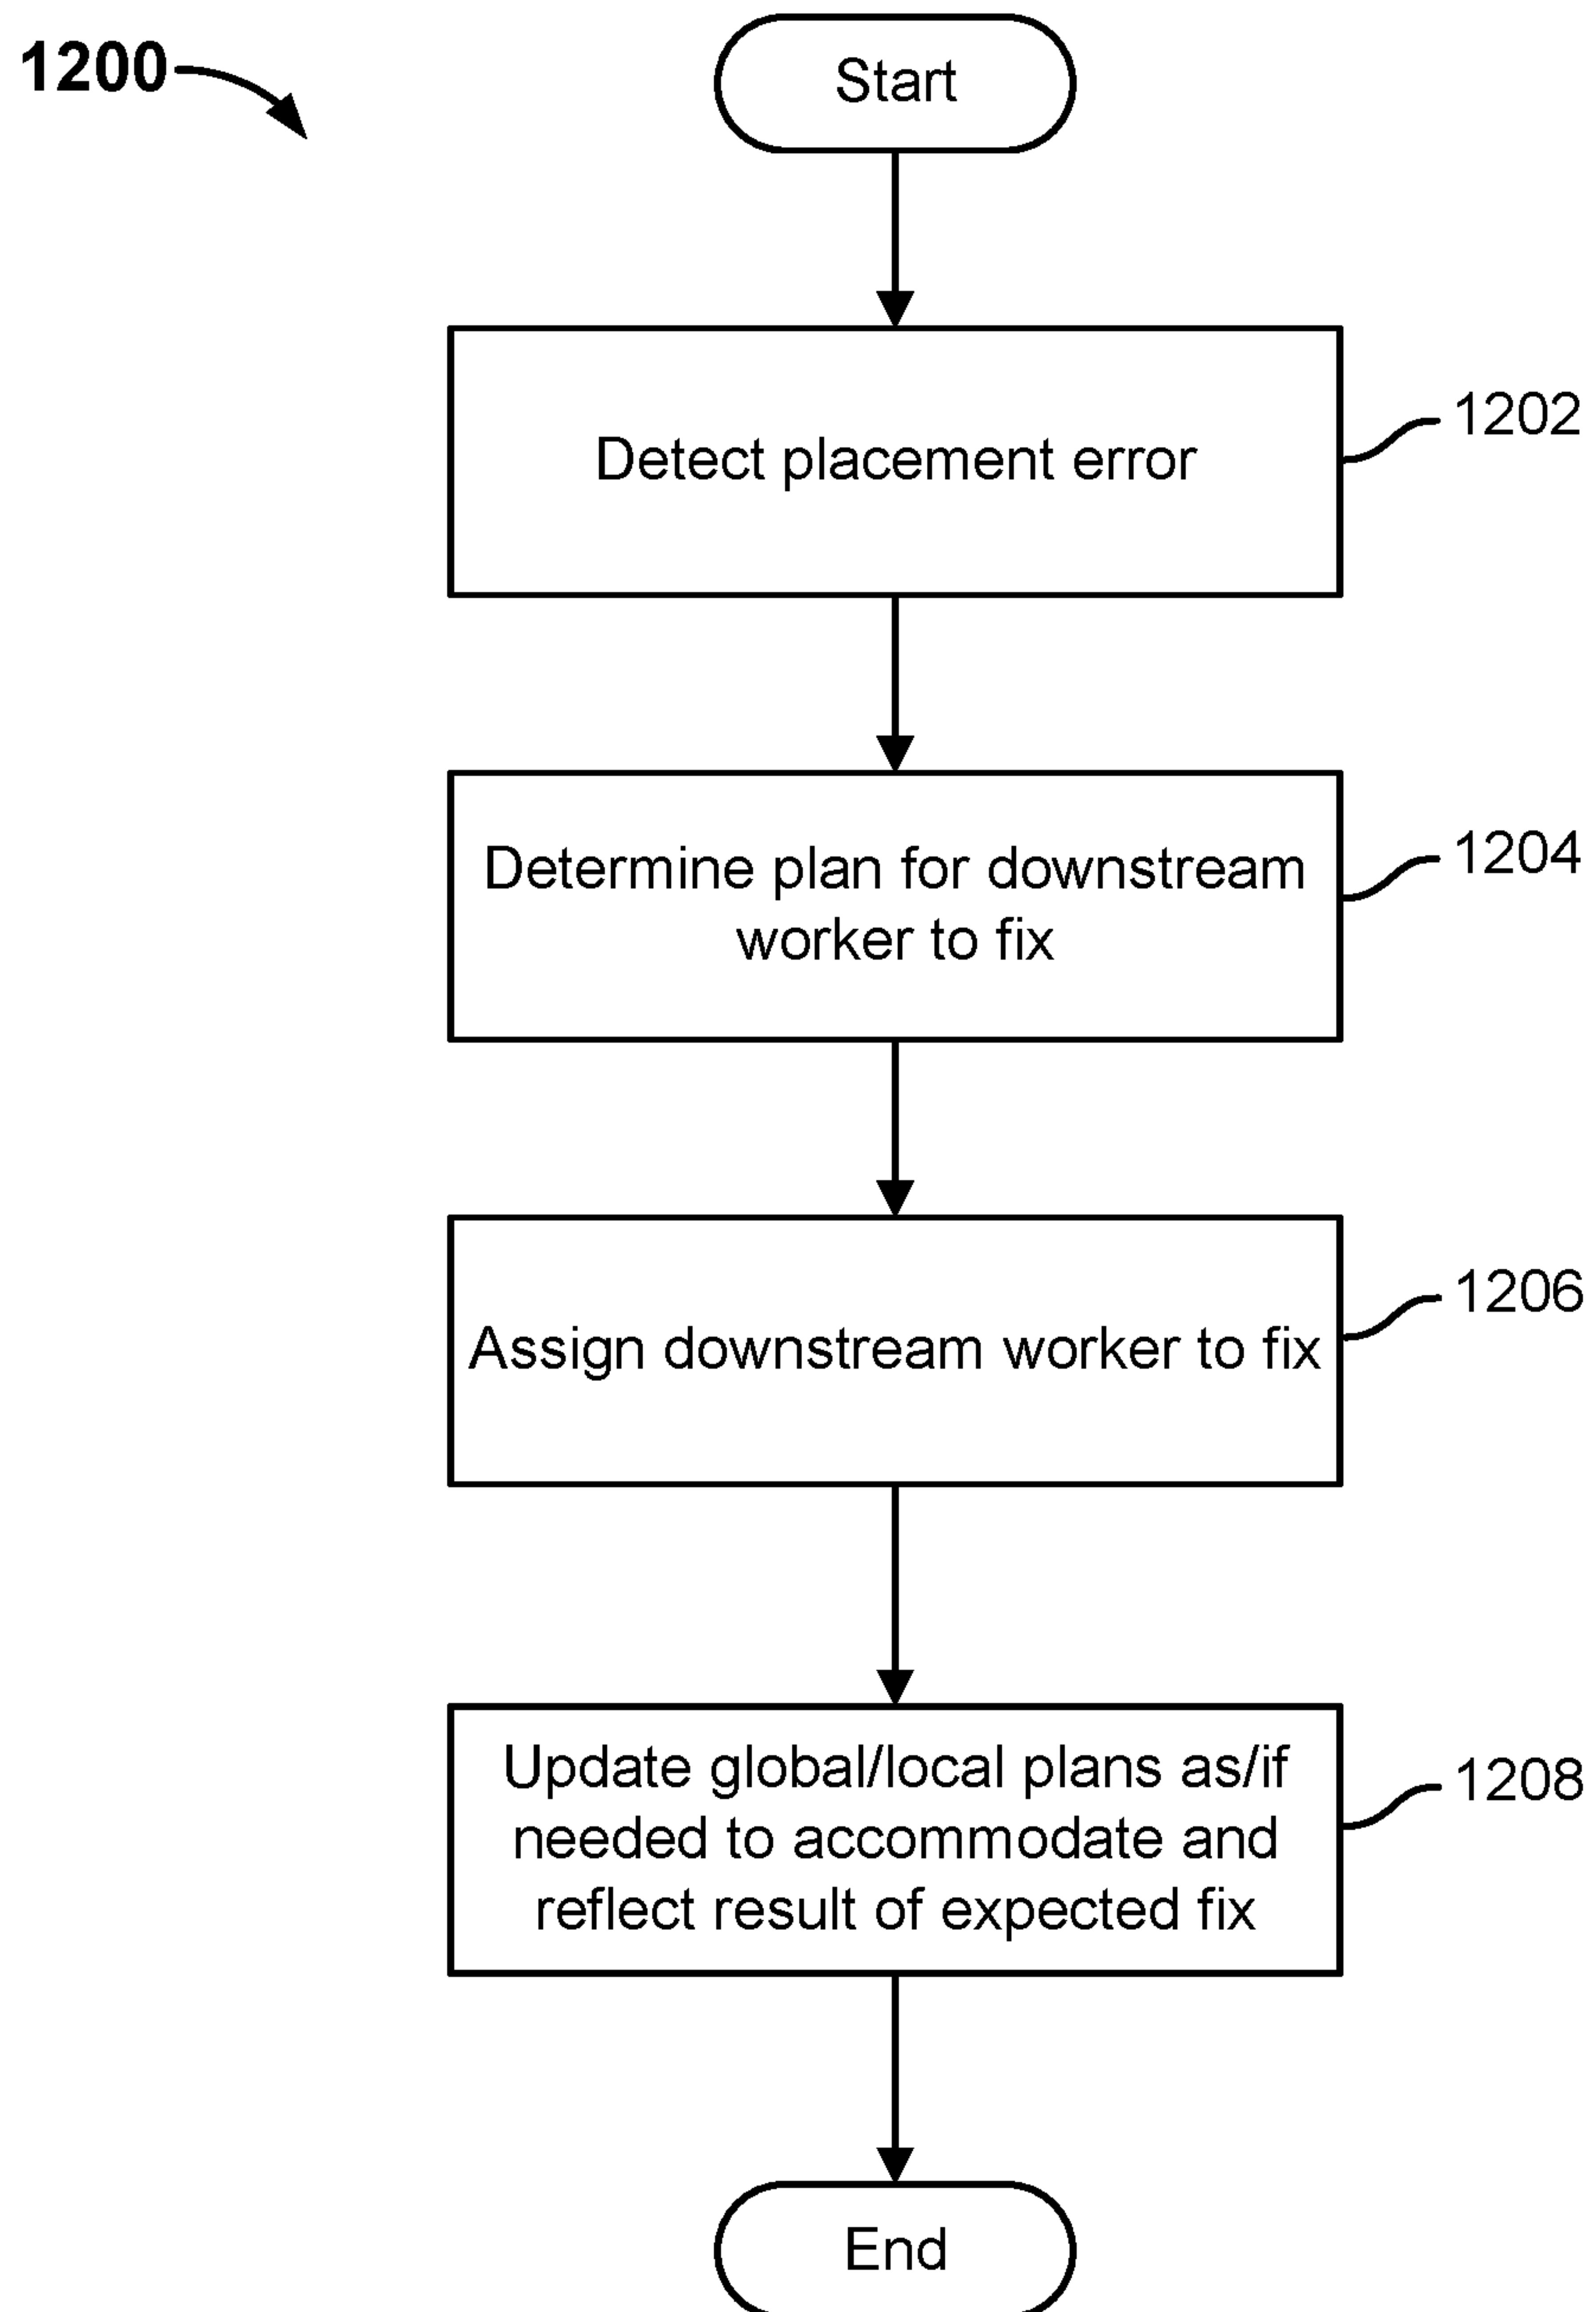 1200
Start
Detect placement error
1202
Determine plan for downstream
worker to fix
1204
Assign downstream worker to fix
1206
Update global/local plans as/if
needed to accommodate and
reflect result of expected fix
1208
End